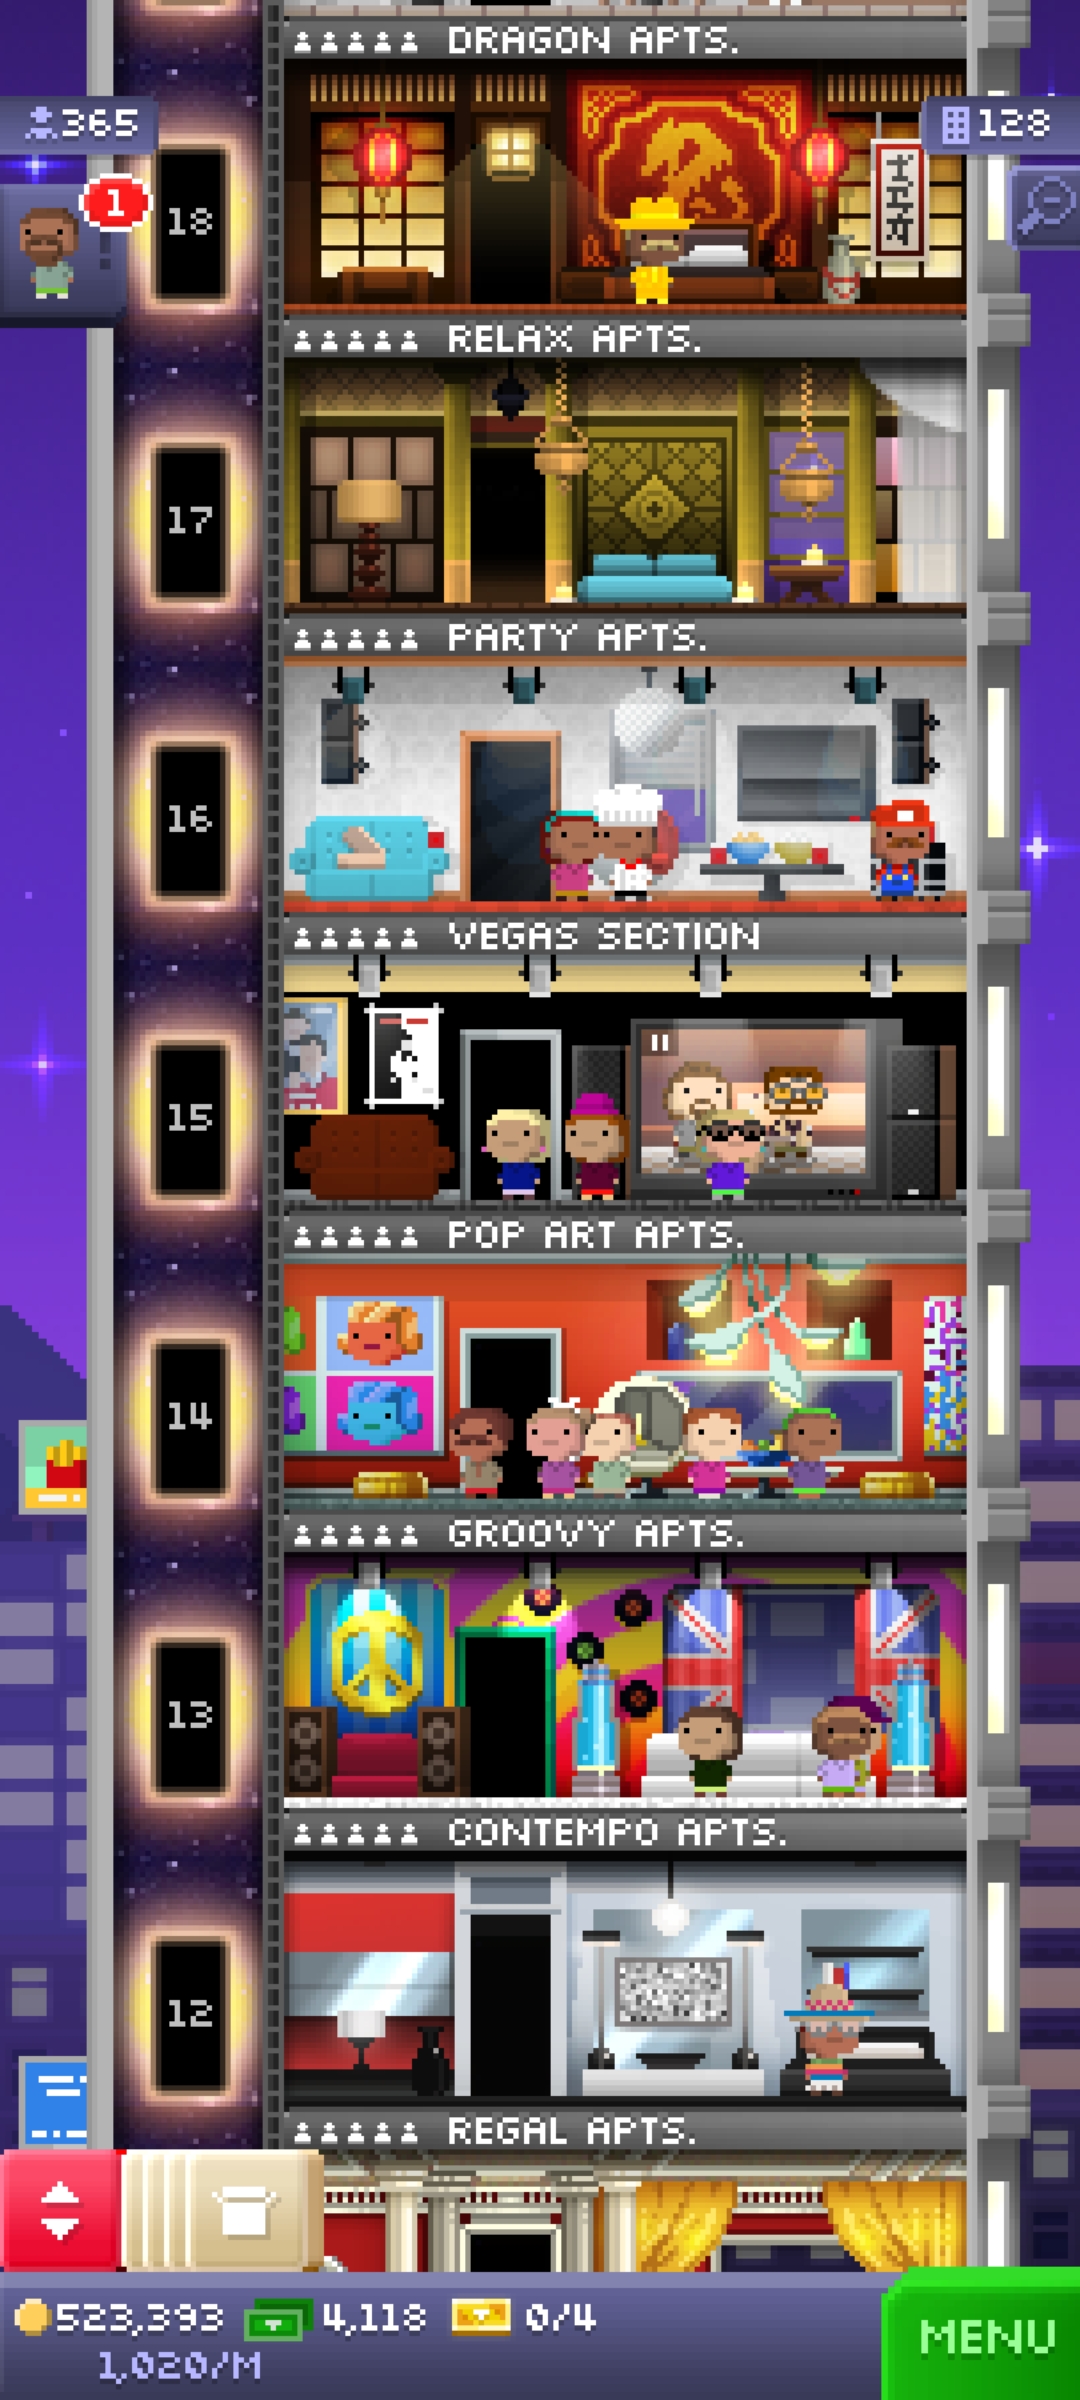 DRAGON APTS.
365
128
1
18
RELAX APTS.
17
PARTY APTS.
16
VEGAS SECTION
15
POP ART APTS.
14
GROOVY APTS.
13
CONTEMPO APTS.
12
REGAL APTS.
523,393 4,118 0/4
1,020/M
MENU